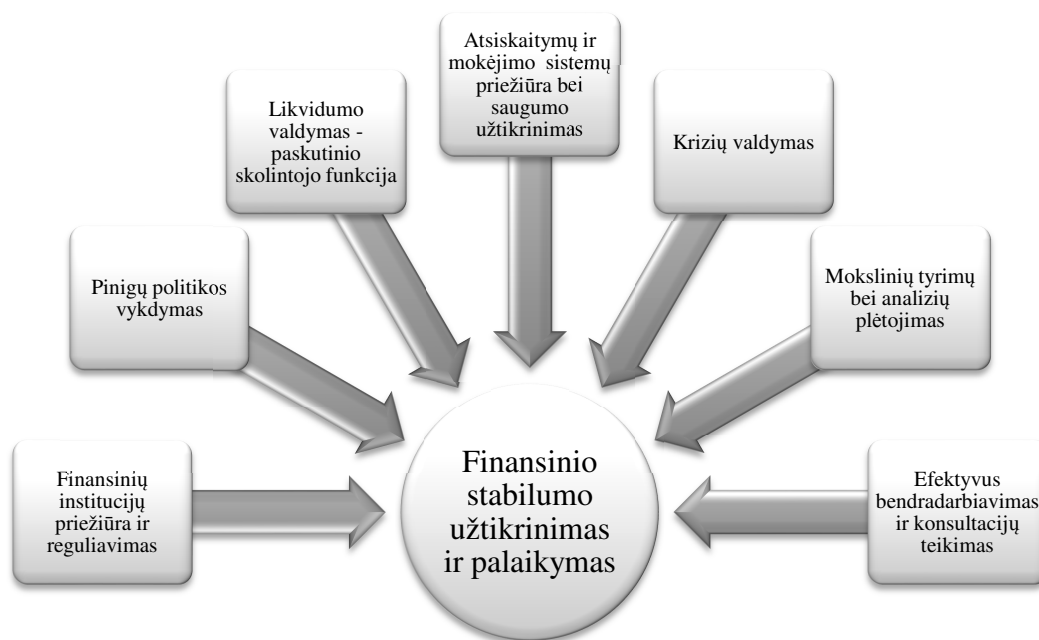 Atsiskaitymų ir
mokėjimo sistemų
priežiūra bei
saugumo
užtikrinimas
Likvidumo
valdymas -
paskutinio
skolintojo funkcija
Krizių valdymas
Pinigų politikos
vykdymas
Mokslinių tyrimų
bei analizių
plėtojimas
Finansinių
institucijų
priežiūra ir
reguliavimas
Finansinio
stabilumo
užtikrinimas
ir palaikymas
Efektyvus
bendradarbiavimas
ir konsultacijų
teikimas